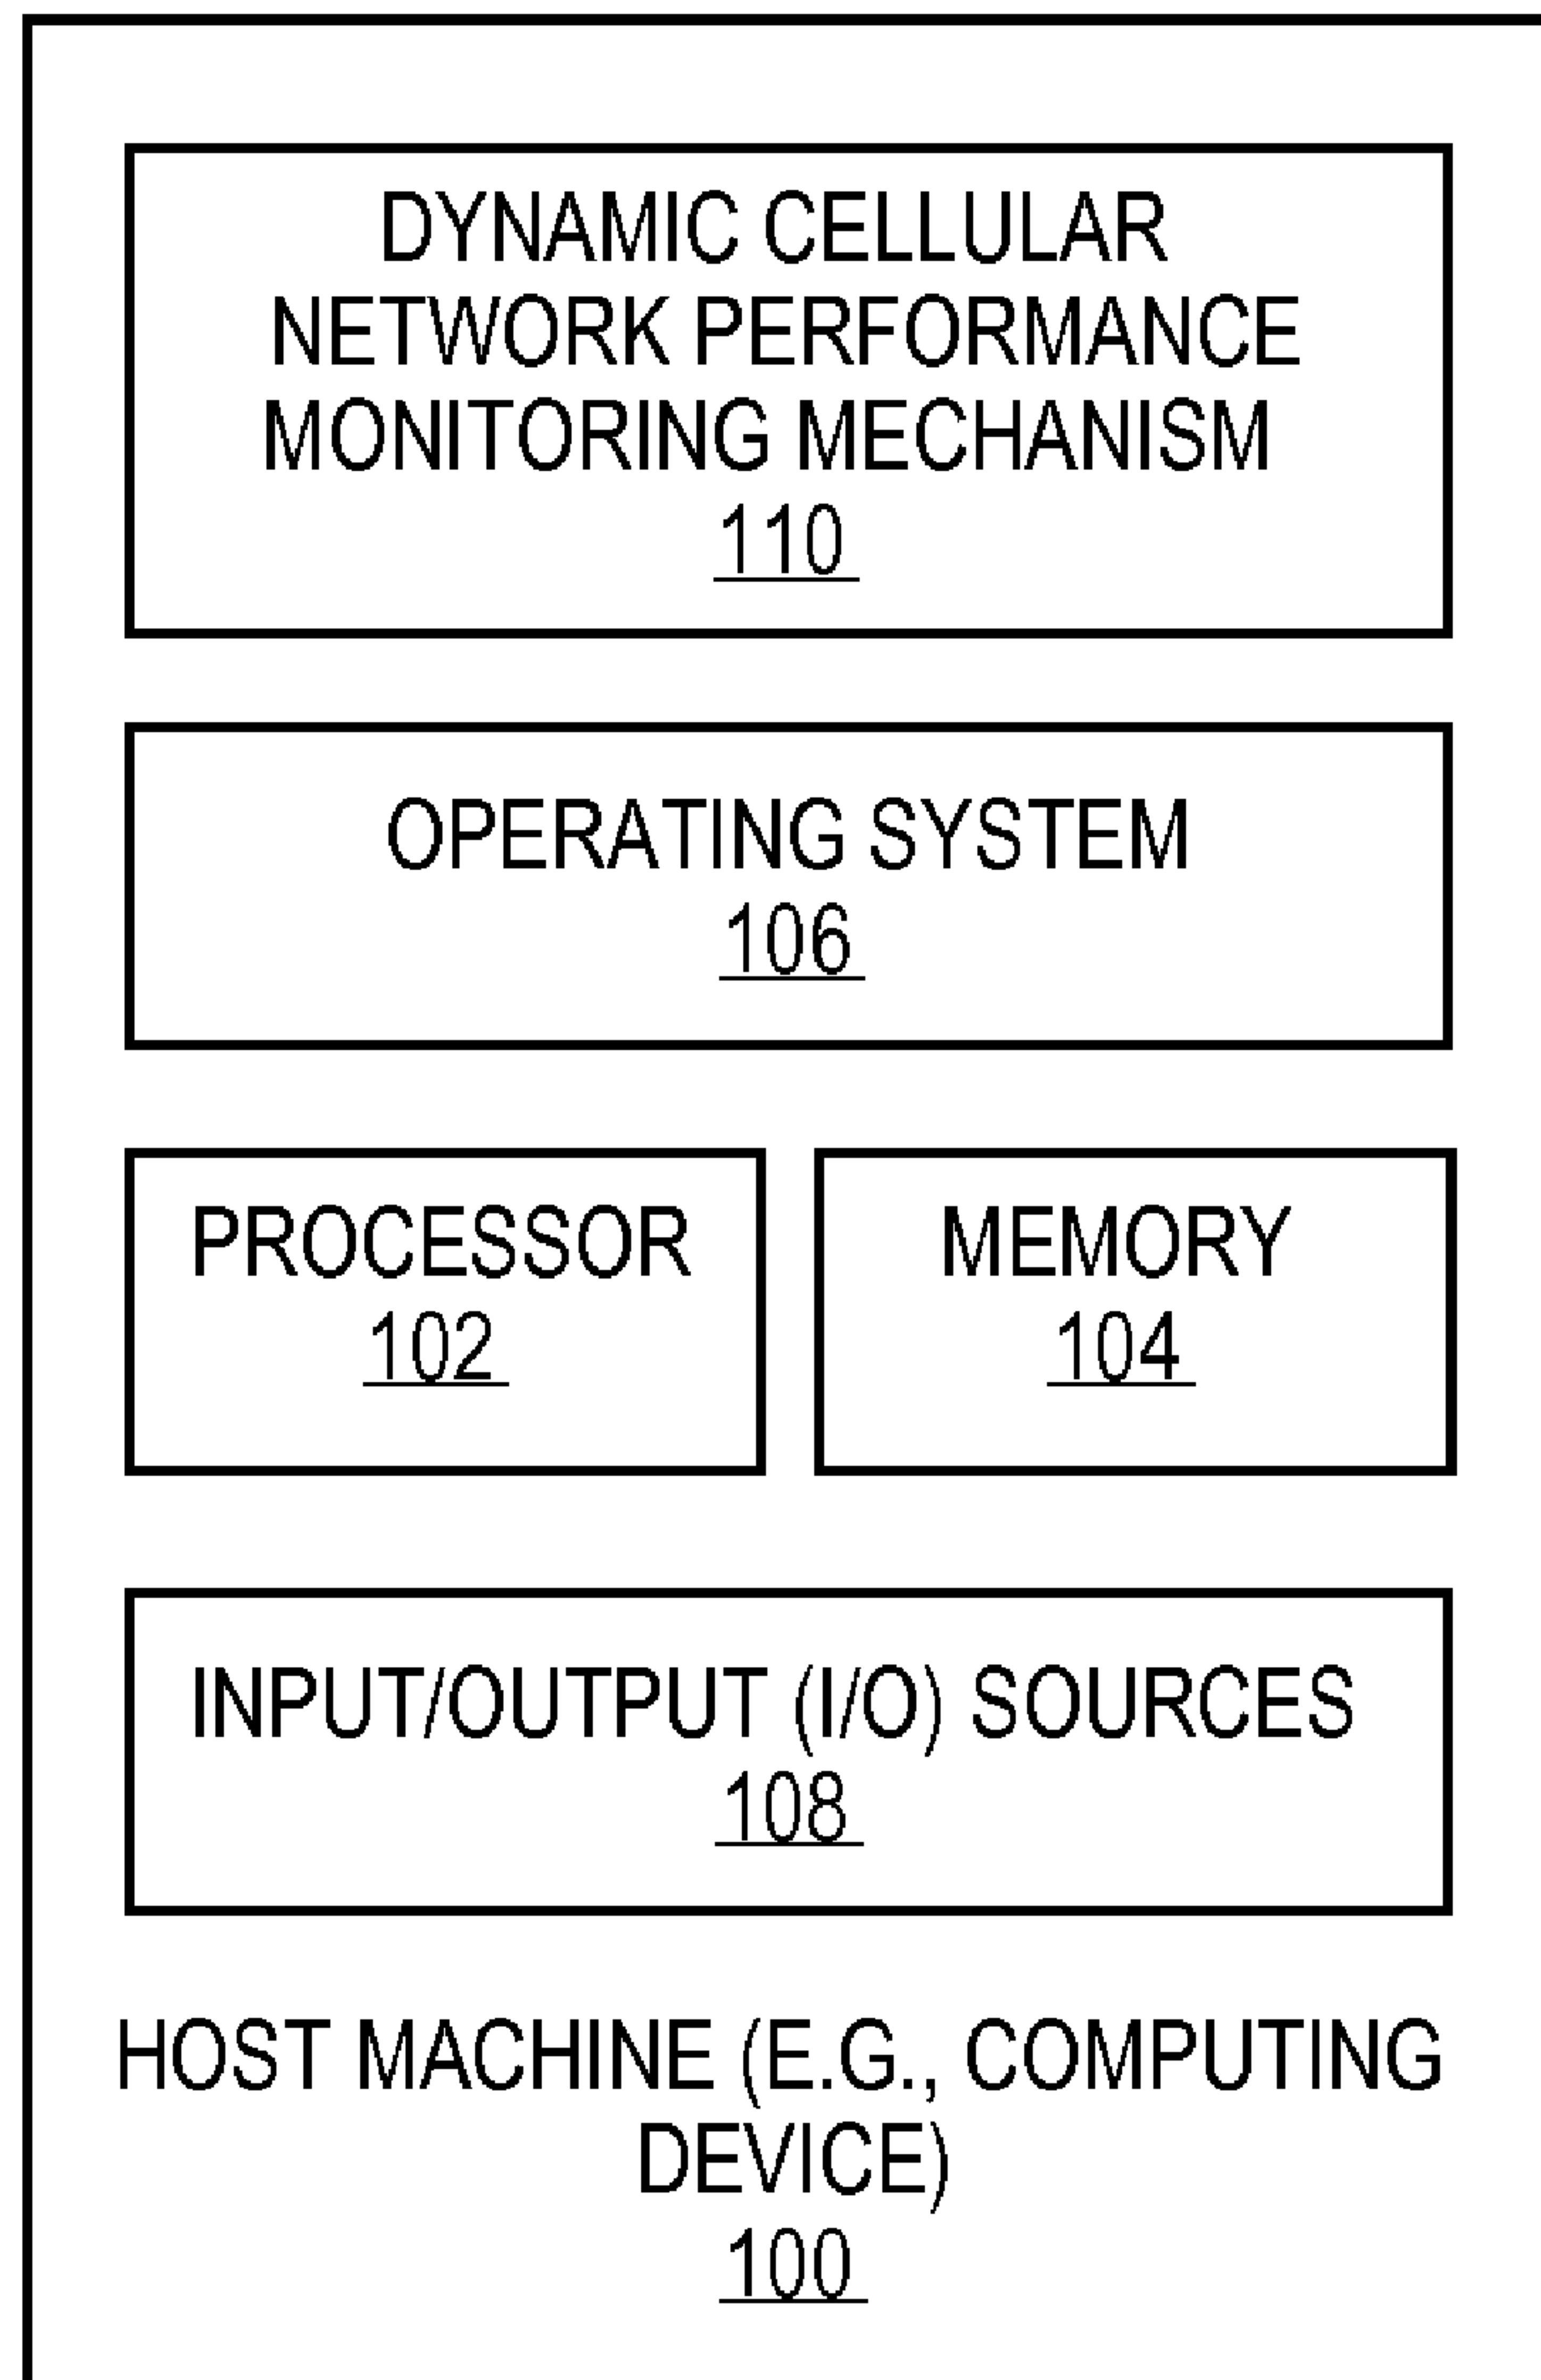 DYNAMIC CELLULAR
NETWORK PERFORMANCE
MONITORING MECHANISM
110
OPERATING SYSTEM
106
PROCESSOR
102
MEMORY
104
INPUT/OUTPUT (I/O) SOURCES
108
HOST MACHINE (E.G., COMPUTING
DEVICE)
100